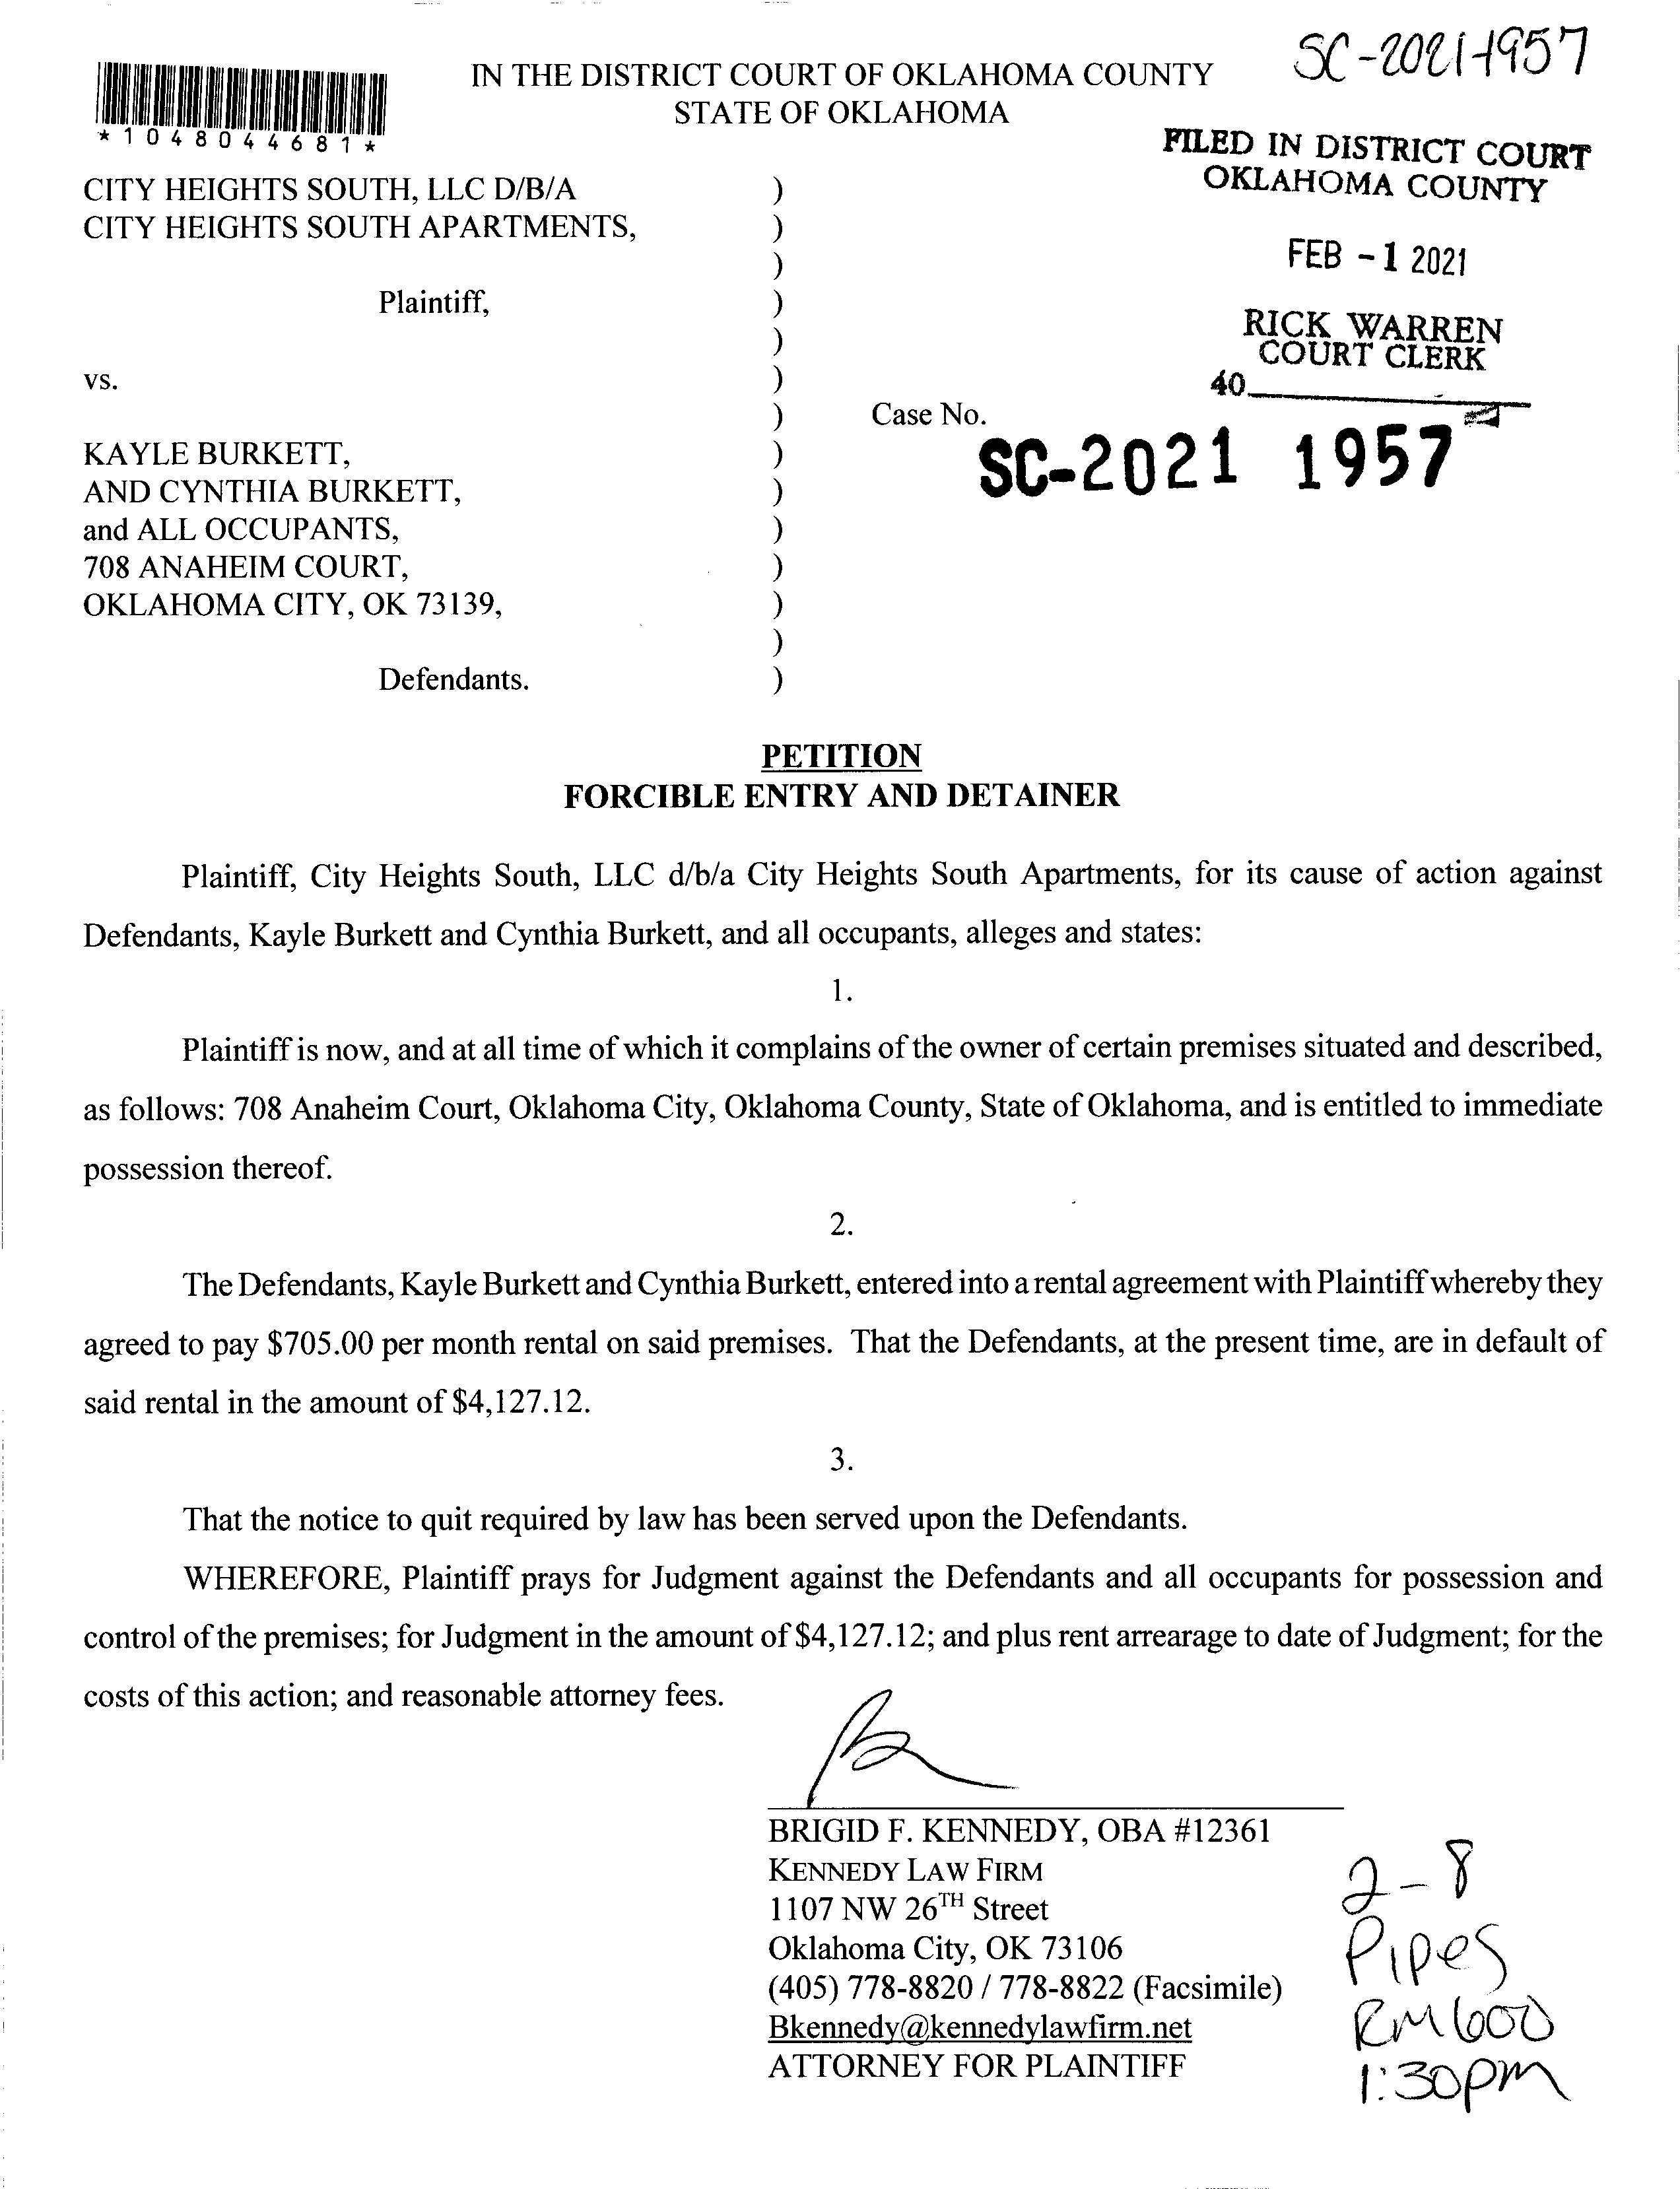 SC-2021-1957
IN THE DISTRICT COURT OF OKLAHOMA COUNTY
STATE OF OKLAHOMA
*1048044681*
FILED IN DISTRICT COURT
OKLAHOMA COUNTY
FEB -1 2021
RICK WARREN
COURT CLERK
40
CITY HEIGHTS SOUTH, LLC D/B/A )
CITY HEIGHTS SOUTH APARTMENTS, )
)
Plaintiff, )
)
vs. )
) Case No.
SC-2021 1957
KAYLE BURKETT, )
AND CYNTHIA BURKETT, )
and ALL OCCUPANTS, )
708 ANAHEIM COURT, )
OKLAHOMA CITY, OK 73139, )
)
Defendants. )
PETITION
FORCIBLE ENTRY AND DETAINER
Plaintiff, City Heights South, LLC d/b/a City Heights South Apartments, for its cause of action against
Defendants, Kayle Burkett and Cynthia Burkett, and all occupants, alleges and states:
1.
Plaintiff is now, and at all time of which it complains of the owner of certain premises situated and described,
as follows: 708 Anaheim Court, Oklahoma City, Oklahoma County, State of Oklahoma, and is entitled to immediate
possession thereof.
2.
The Defendants, Kayle Burkett and Cynthia Burkett, entered into a rental agreement with Plaintiff whereby they
agreed to pay $705.00 per month rental on said premises. That the Defendants, at the present time, are in default of
said rental in the amount of $4,127.12.
3.
That the notice to quit required by law has been served upon the Defendants.
WHEREFORE, Plaintiff prays for Judgment against the Defendants and all occupants for possession and
control of the premises; for Judgment in the amount of $4,127.12; and plus rent arrearage to date of Judgment; for the
costs of this action; and reasonable attorney fees.
BRIGID F. KENNEDY, OBA #12361
KENNEDY LAW FIRM
1107 NW 26TH Street
Oklahoma City, OK 73106
(405) 778-8820 / 778-8822 (Facsimile)
Bkennedy@kennedylawfirm.net
ATTORNEY FOR PLAINTIFF
2-8
Pipes
RM600
1:30pm